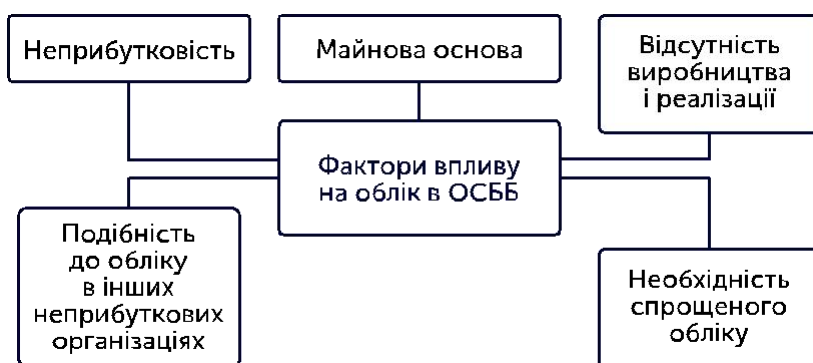 Неприбутковість
Майнова основа
Відсутність
виробництва
і реалізації
Фактори впливу
на облік в ОСББ
Подібність
до обліку
в інших
неприбуткових
організаціях
Необхідність
спрощеного
обліку